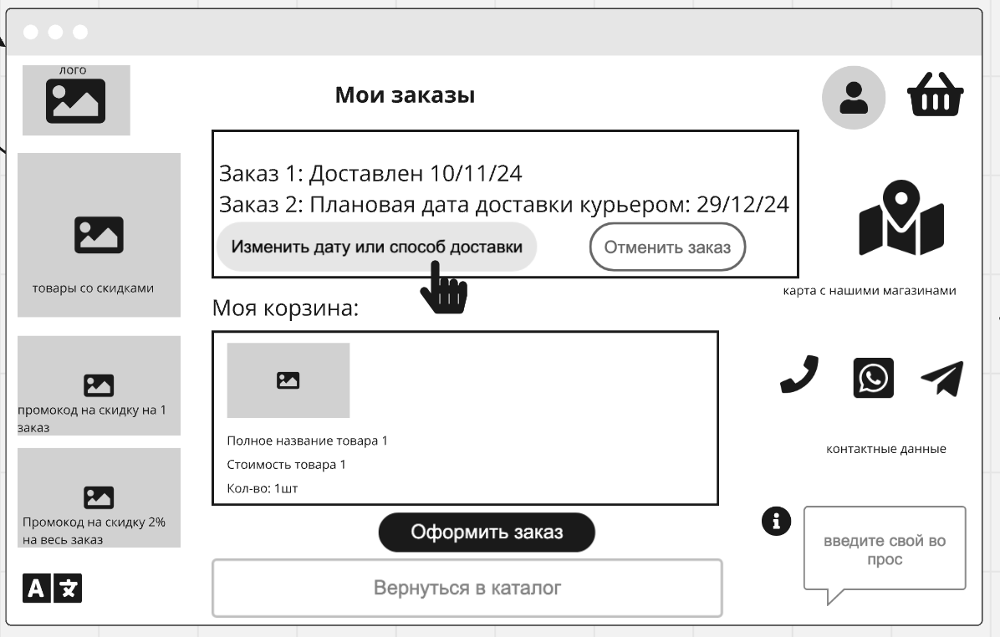 лого
Мои заказы
Заказ 1: Доставлен 10/11/24
Заказ 2: Плановая дата доставки курьером: 29/12/24
Изменить дату или способ доставки
Отменить заказ
товары со скидками
карта с нашими магазинами
Моя корзина:
промокод на скидку на 1
заказ
Полное название товара 1
Стоимость товара 1
Кол-во: 1шт
контактные данные
Промокод на скидку 2%
на весь заказ
Оформить заказ
введите свой во
прос
Вернуться в каталог
A 文